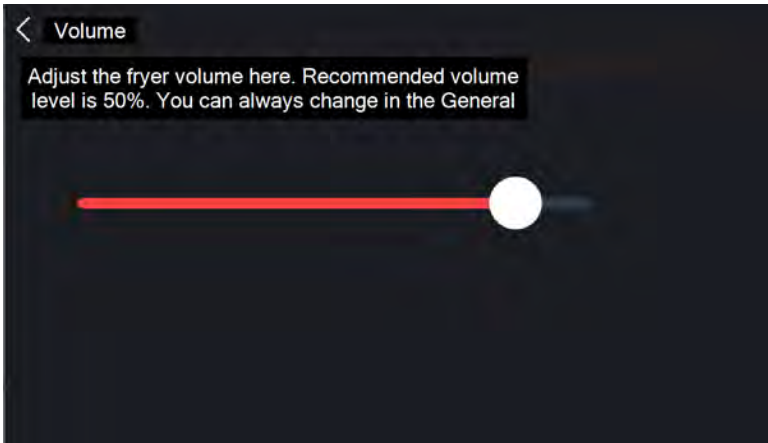 Volume
Adjust the fryer volume here. Recommended volume
level is 50%. You can always change in the General